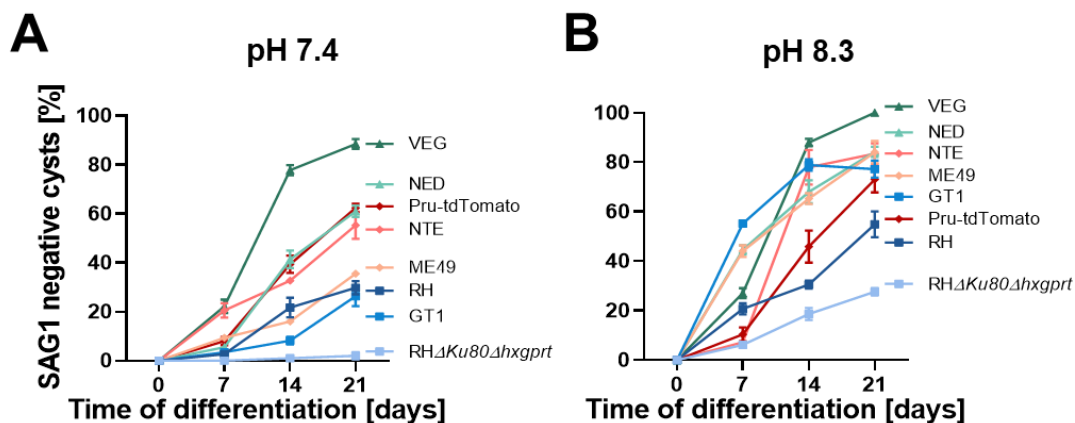 A
pH 7.4
SAG1 negative cysts [%]
100
80
60
40
20
0
0 7 14 21
Time of differentiation [days]
VEG
NED
Pru-tdTomato
NTE
ME49
RH
GT1
RHΔKu80Δhxgprt
B
pH 8.3
100
80
60
40
20
0
0 7 14 21
Time of differentiation [days]
VEG
NED
NTE
ME49
GT1
Pru-tdTomato
RH
RHΔKu80Δhxgprt